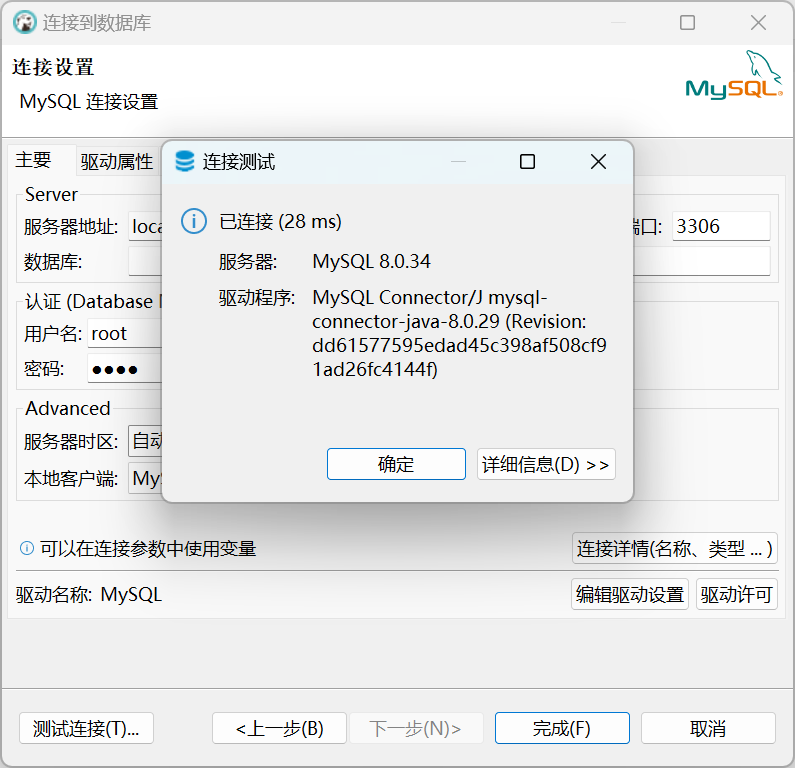 连接到数据库
连接设置
MySQL 连接设置
MySQL®
主要
驱动属性
连接测试
Server
服务器地址:
端口: 3306
数据库:
已连接 (28 ms)
服务器: MySQL 8.0.34
驱动程序: MySQL Connector/J mysql-
connector-java-8.0.29 (Revision:
dd61577595edad45c398af508cf9
1ad26fc4144f)
认证 (Database
用户名: root
密码: ●●●●
Advanced
服务器时区: 自动
本地客户端:
确定
详细信息(D) >>
可以在连接参数中使用变量
连接详情(名称、类型 ... )
驱动名称: MySQL
编辑驱动设置
驱动许可
测试连接(T)...
<上一步(B)
下一步(N)>
完成(F)
取消